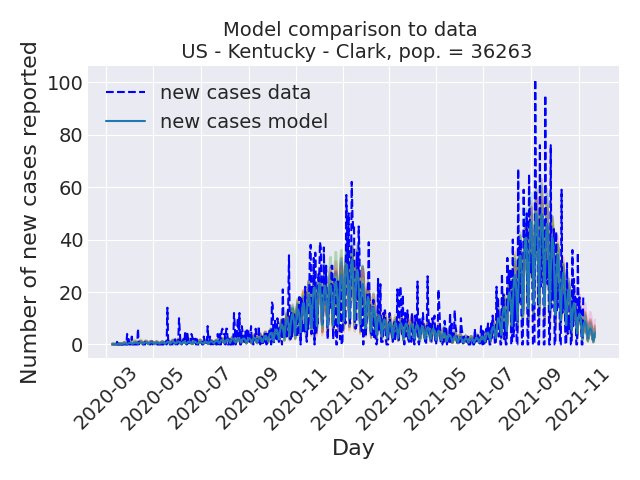 Model comparison to data
US - Kentucky - Clark, pop. = 36263
Number of new cases reported
100
80
60
40
20
0
new cases data
new cases model
2020-03
2020-05
2020-07
2020-09
2020-11
2021-01
2021-03
2021-05
2021-07
2021-09
2021-11
Day